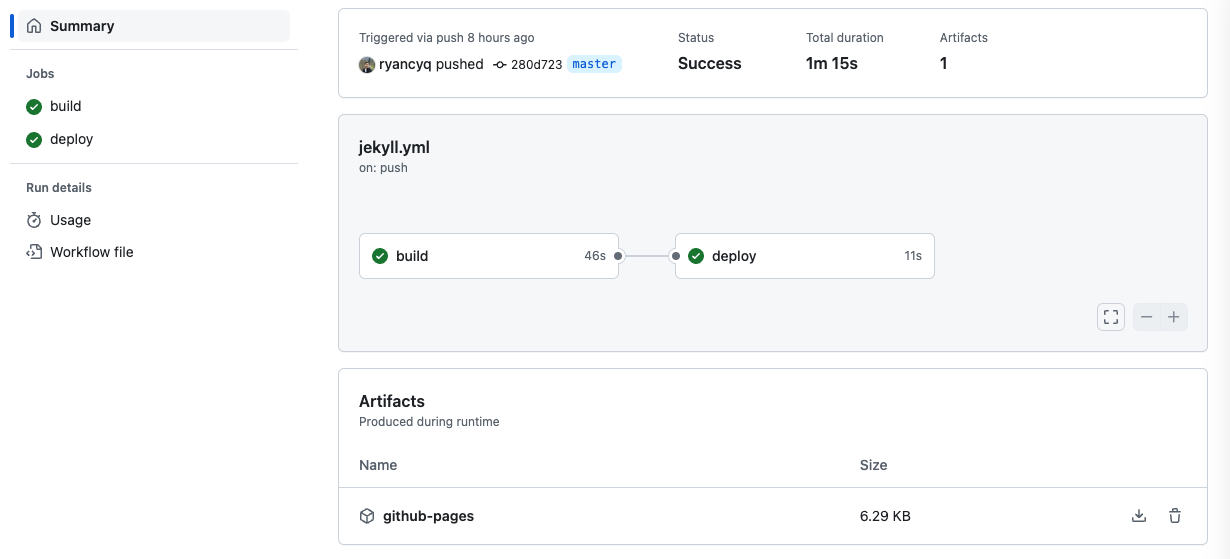 Summary
Jobs
build
deploy
Run details
Usage
Workflow file
Triggered via push 8 hours ago
ryancyq pushed 280d723 master
Status
Success
Total duration
1m 15s
Artifacts
1
jekyll.yml
on: push
build 46s
deploy 11s
Artifacts
Produced during runtime
Name Size
github-pages 6.29 KB